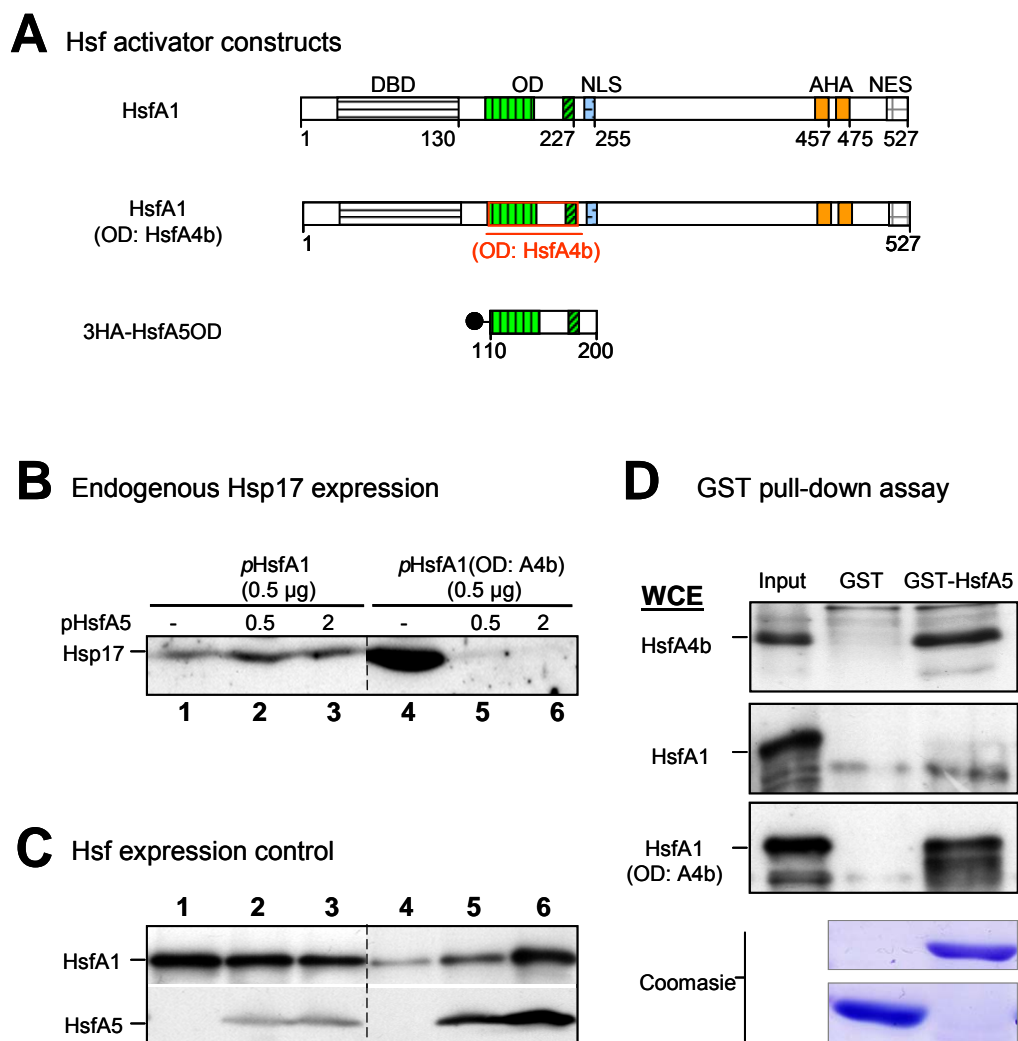 A Hsf activator constructs
DBD OD NLS AHA NES
HsfA1
1 130 227 255 457 475 527
HsfA1
(OD: HsfA4b)
1 527
(OD: HsfA4b)
3HA-HsfA5OD
110 200
B Endogenous Hsp17 expression
pHsfA1 pHsfA1(OD: A4b)
(0.5 µg) (0.5 µg)
pHsfA5 - 0.5 2 - 0.5 2
Hsp17
1 2 3 4 5 6
C Hsf expression control
1 2 3 4 5 6
HsfA1
HsfA5
D GST pull-down assay
Input GST GST-HsfA5
WCE
HsfA4b
HsfA1
HsfA1
(OD: A4b)
Coomasie